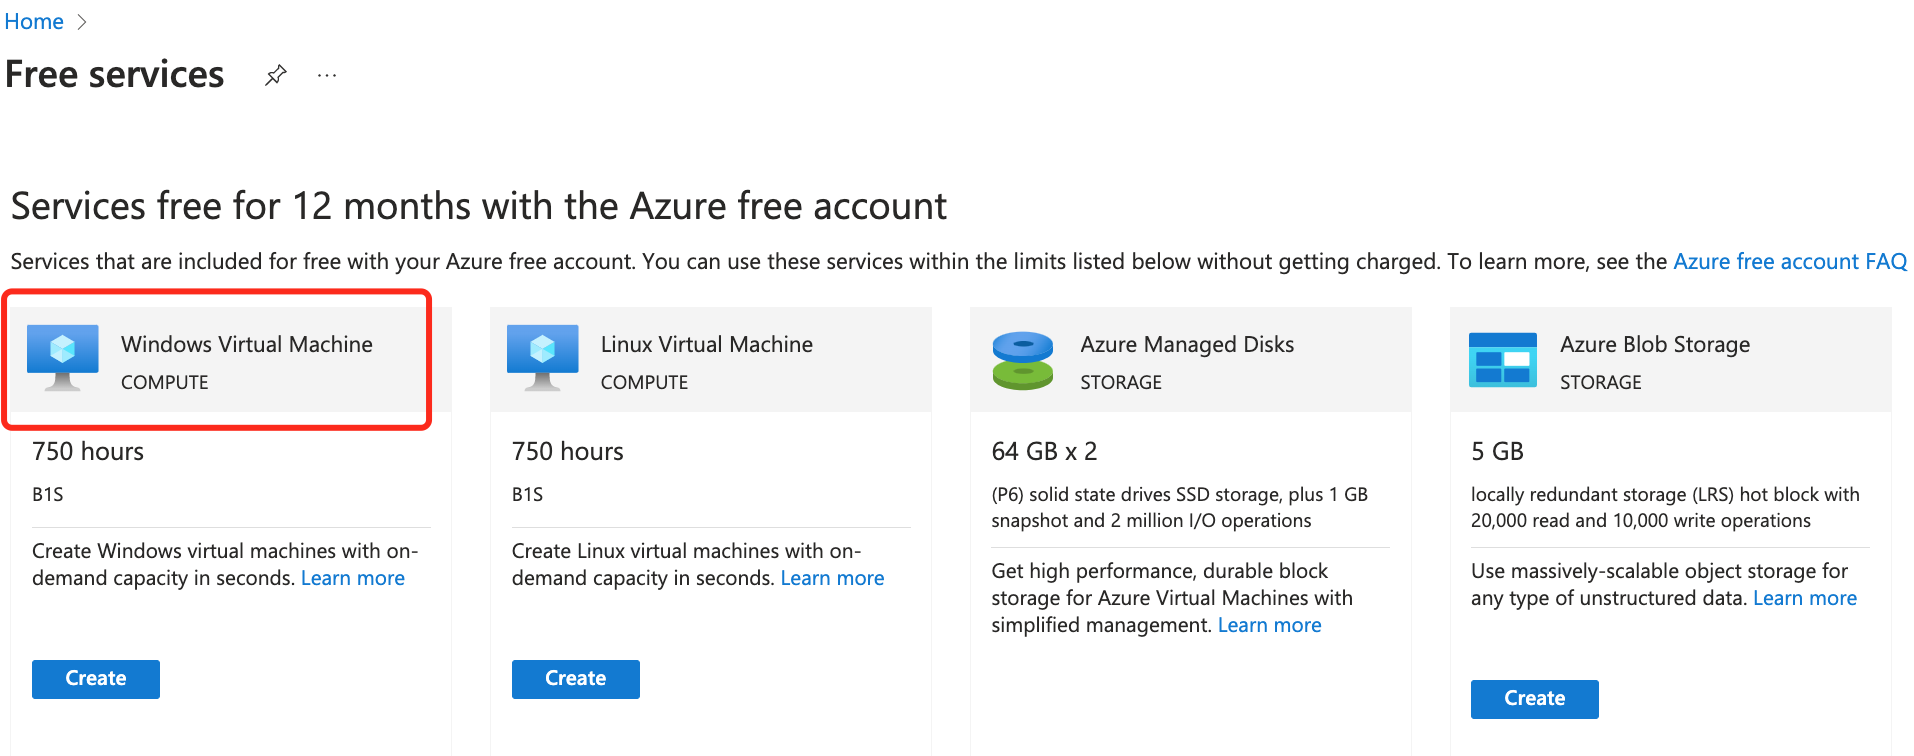 Home
Free services
Services free for 12 months with the Azure free account
Services that are included for free with your Azure free account. You can use these services within the limits listed below without getting charged. To learn more, see the Azure free account FAQ
Windows Virtual Machine
COMPUTE
750 hours
B1S
Create Windows virtual machines with on-
demand capacity in seconds. Learn more
Create
Linux Virtual Machine
COMPUTE
750 hours
B1S
Create Linux virtual machines with on-
demand capacity in seconds. Learn more
Create
Azure Managed Disks
STORAGE
64 GB x 2
(P6) solid state drives SSD storage, plus 1 GB
snapshot and 2 million I/O operations
Get high performance, durable block
storage for Azure Virtual Machines with
simplified management. Learn more
Azure Blob Storage
STORAGE
5 GB
locally redundant storage (LRS) hot block with
20,000 read and 10,000 write operations
Use massively-scalable object storage for
any type of unstructured data. Learn more
Create